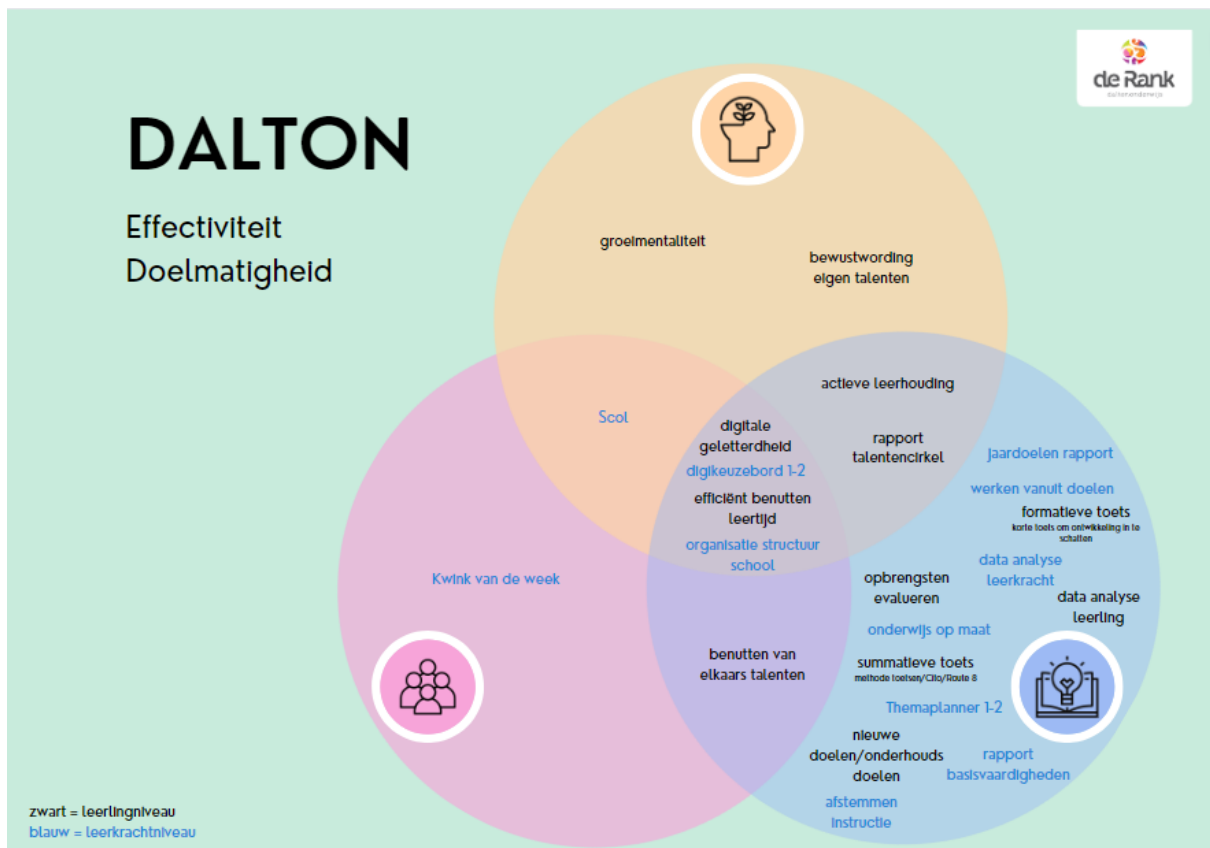 de Rank
daltononderwijs
DALTON
Effectiviteit
Doelmatigheid
groeimentaliteit
bewustwording
eigen talenten
actieve leerhouding
Scol
digitale
geletterdheid
digikeuzebord 1-2
rapport
talentencirkel
efficiënt benutten
leertijd
organisatie structuur
school
jaardoelen rapport
werken vanuit doelen
formatieve toets
korte toets om ontwikkeling in te
schatten
data analyse
leerkracht
Kwink van de week
opbrengsten
evalueren
data analyse
leerling
onderwijs op maat
benutten van
elkaars talenten
summatieve toets
methode toetsen/Cito/Route 8
Themaplanner 1-2
nieuwe
doelen/onderhouds
doelen
rapport
basisvaardigheden
afstemmen
instructie
zwart = leerlingniveau
blauw = leerkrachtniveau